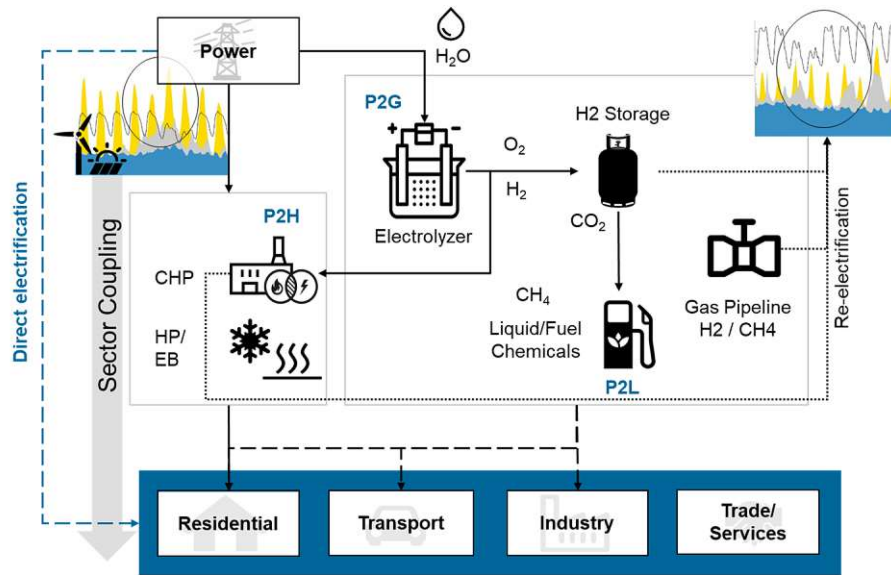 Power
H₂O
P2G
+ –
H2 Storage
O₂
H₂
Electrolyzer
CO₂
P2H
CHP
HP/
EB
CH₄
Liquid/Fuel
Chemicals
P2L
Gas Pipeline
H2 / CH4
Direct electrification
Sector Coupling
Re-electrification
Residential
Transport
Industry
Trade/
Services